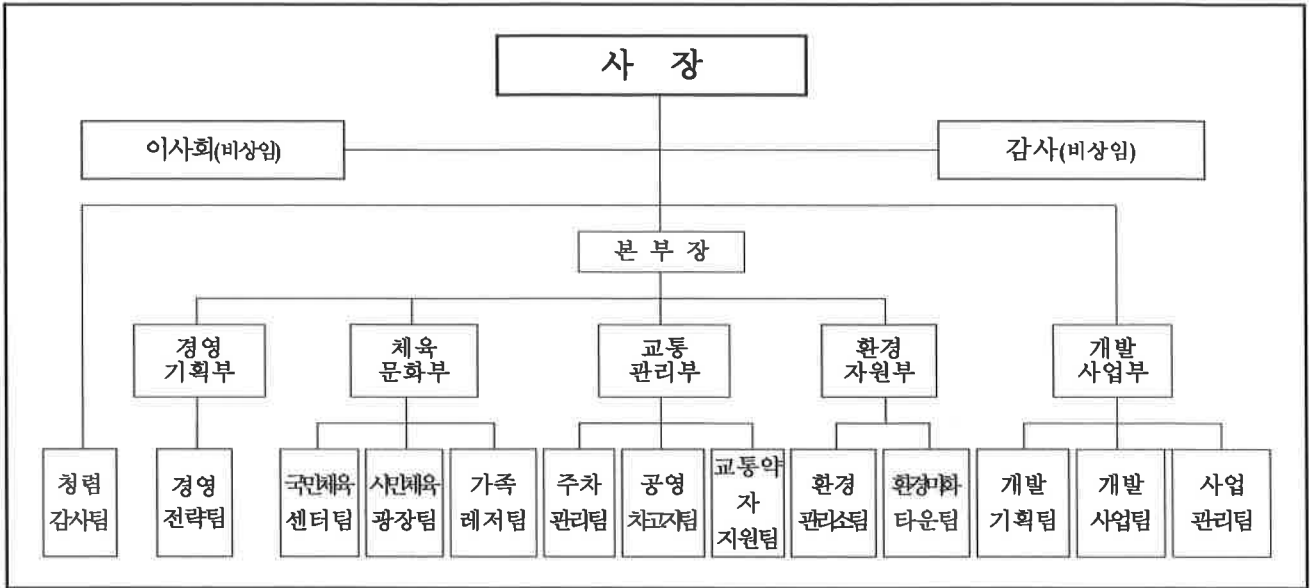 사 장
이사회(비상임)
감사(비상임)
본 부 장
경영
기획부
체육
문화부
교통
관리부
환경
자원부
개발
사업부
청렴
감사팀
경영
전략팀
국민체육
센터팀
시민체육
광장팀
가족
레저팀
주차
관리팀
공영
차고지팀
교통약
자
지원팀
환경
관리소팀
환경미화
타운팀
개발
기획팀
개발
사업팀
사업
관리팀